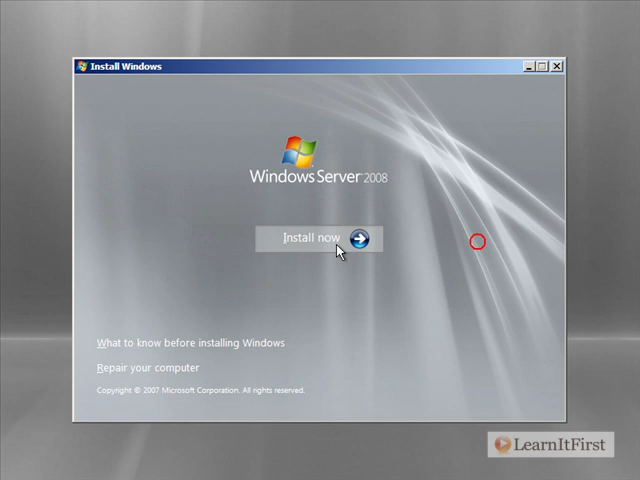 Install Windows
Windows Server 2008
Install now
What to know before installing Windows
Repair your computer
Copyright © 2007 Microsoft Corporation. All rights reserved.
LearnItFirst